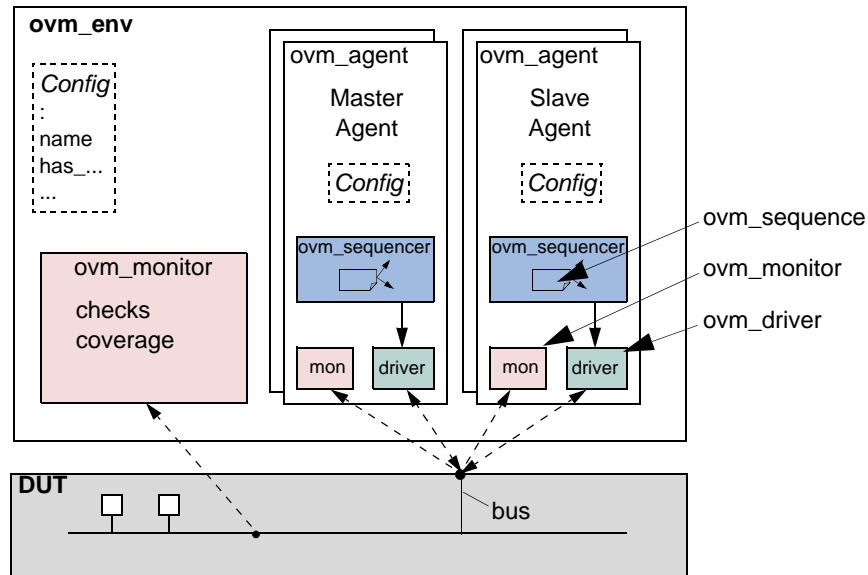 ovm_env
Config
:
name
has_...
...
ovm_monitor
checks
coverage
ovm_agent
Master
Agent
Config
ovm_sequencer
mon
driver
ovm_agent
Slave
Agent
Config
ovm_sequencer
mon
driver
ovm_sequence
ovm_monitor
ovm_driver
DUT
bus